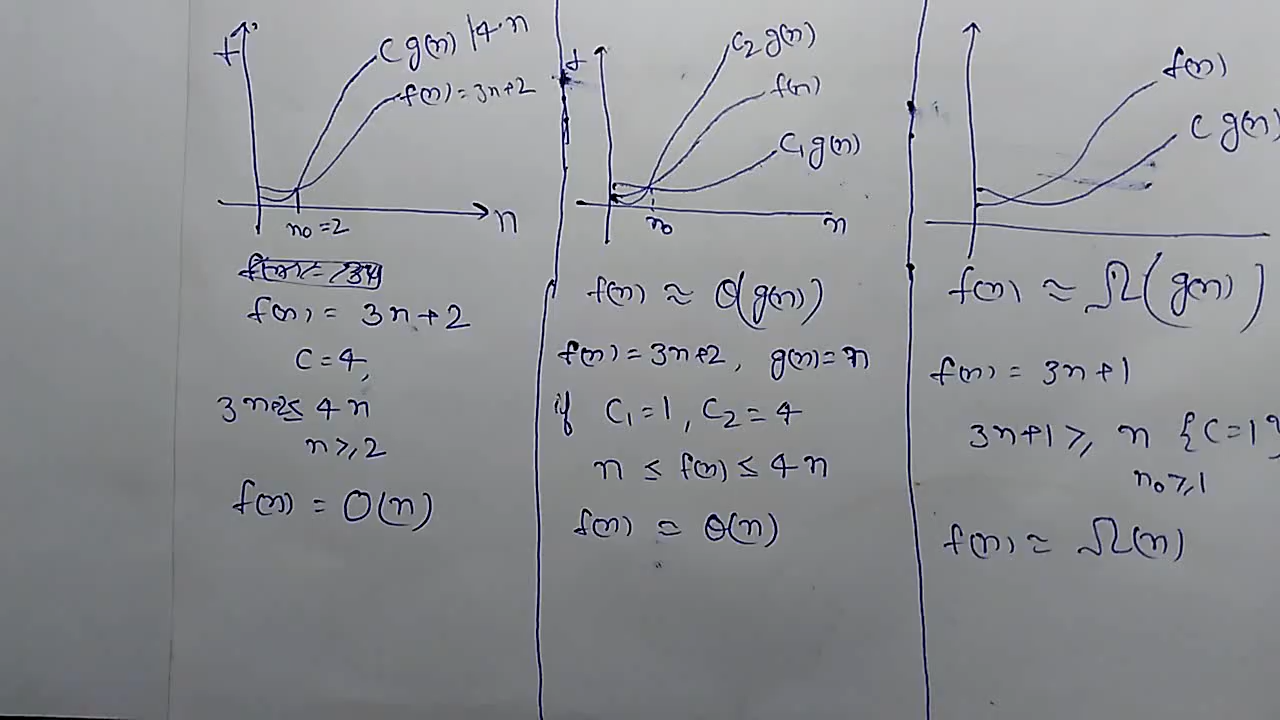 t
C g(n) | 4·n
f(n) = 3n+2
n₀ = 2
n
f(n) = 3n+2
C = 4,
3n+2 ≤ 4n
n ≥ 2
f(n) = O(n)
t
C₂ g(n)
f(n)
C₁ g(n)
n₀
n
f(n) ≈ θ(g(n))
f(n) = 3n+2, g(n) = n
if C₁ = 1, C₂ = 4
n ≤ f(n) ≤ 4n
f(n) ≈ θ(n)
f(n)
C g(n)
f(n) ≈ Ω(g(n))
f(n) = 3n+1
3n+1 ≥ n {C=1}
n₀ ≥ 1
f(n) ≈ Ω(n)